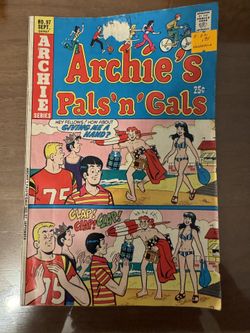 NO. 97
SEPT.
ARCHIE
SERIES
Archie's
Pals 'n' Gals
25¢
HEY FELLOWS! HOW ABOUT
GIVING ME A
HAND?
75
CLAP! CLAP!
CLAP!
75